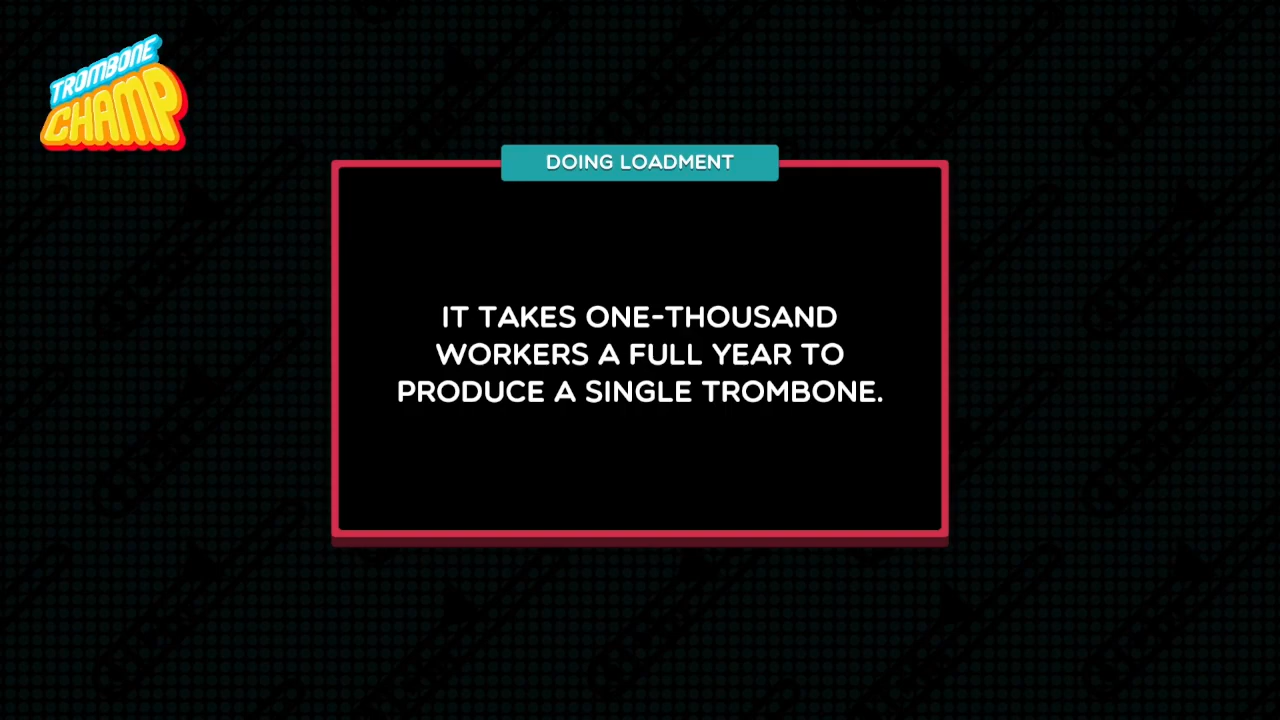 TROMBONE
CHAMP
DOING LOADMENT
IT TAKES ONE-THOUSAND
WORKERS A FULL YEAR TO
PRODUCE A SINGLE TROMBONE.